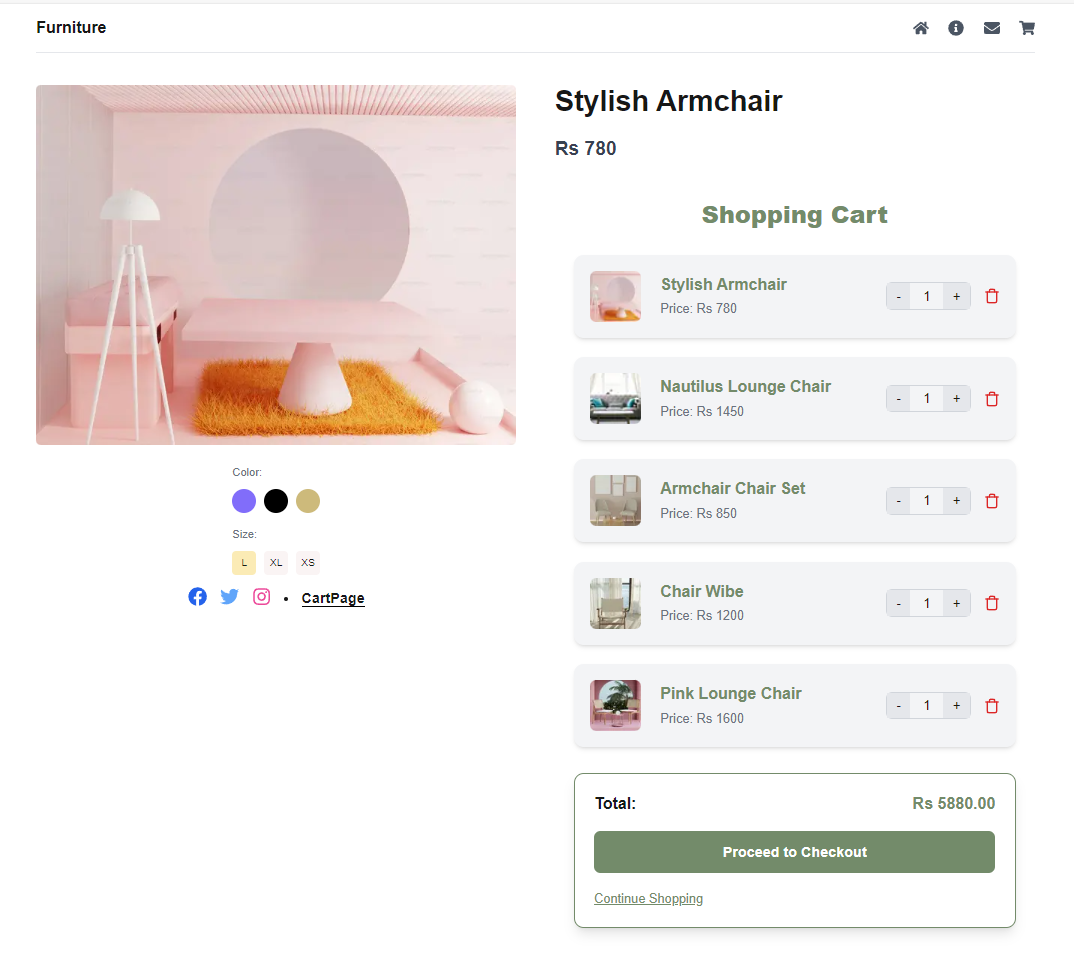 Furniture
Stylish Armchair
Rs 780
Shopping Cart
Stylish Armchair
Price: Rs 780
- 1 +
Nautilus Lounge Chair
Price: Rs 1450
- 1 +
Armchair Chair Set
Price: Rs 850
- 1 +
Chair Wibe
Price: Rs 1200
- 1 +
Pink Lounge Chair
Price: Rs 1600
- 1 +
Total: Rs 5880.00
Proceed to Checkout
Continue Shopping
Color:
Size:
L XL XS
• CartPage